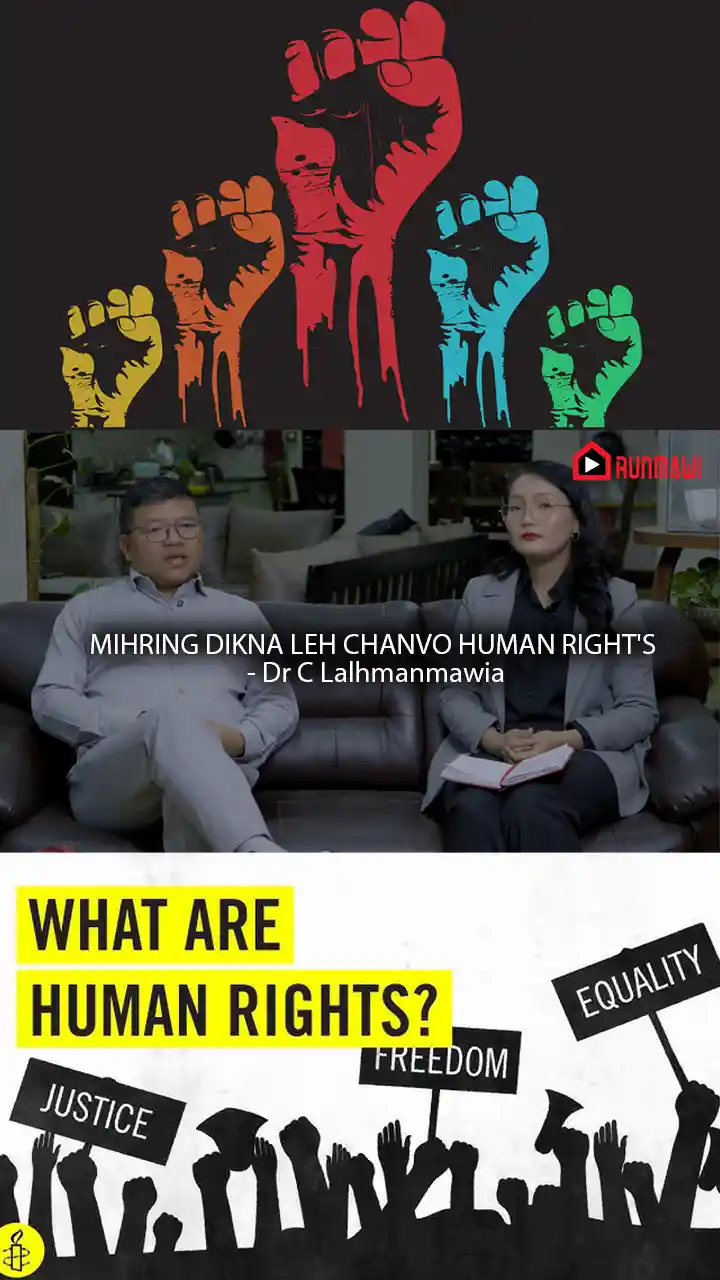 RUNMAWI
MIHRING DIKNA LEH CHANVO HUMAN RIGHT'S
- Dr C Lalhmanmawia
WHAT ARE
HUMAN RIGHTS?
EQUALITY
FREEDOM
JUSTICE